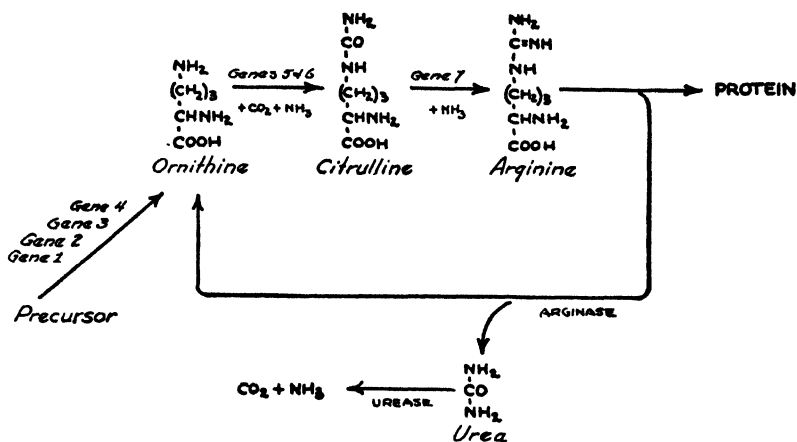 NH₂
CO
NH
(CH₂)₃
CHNH₂
COOH
Citrulline
NH₂
C=NH
NH
(CH₂)₃
CHNH₂
COOH
Arginine
NH₂
(CH₂)₃
CHNH₂
COOH
Ornithine
Genes 5+6
+CO₂+NH₃
Gene 7
+NH₃
PROTEIN
Gene 4
Gene 3
Gene 2
Gene 1
Precursor
ARGINASE
NH₂
CO
NH₂
Urea
UREASE
CO₂ + NH₃